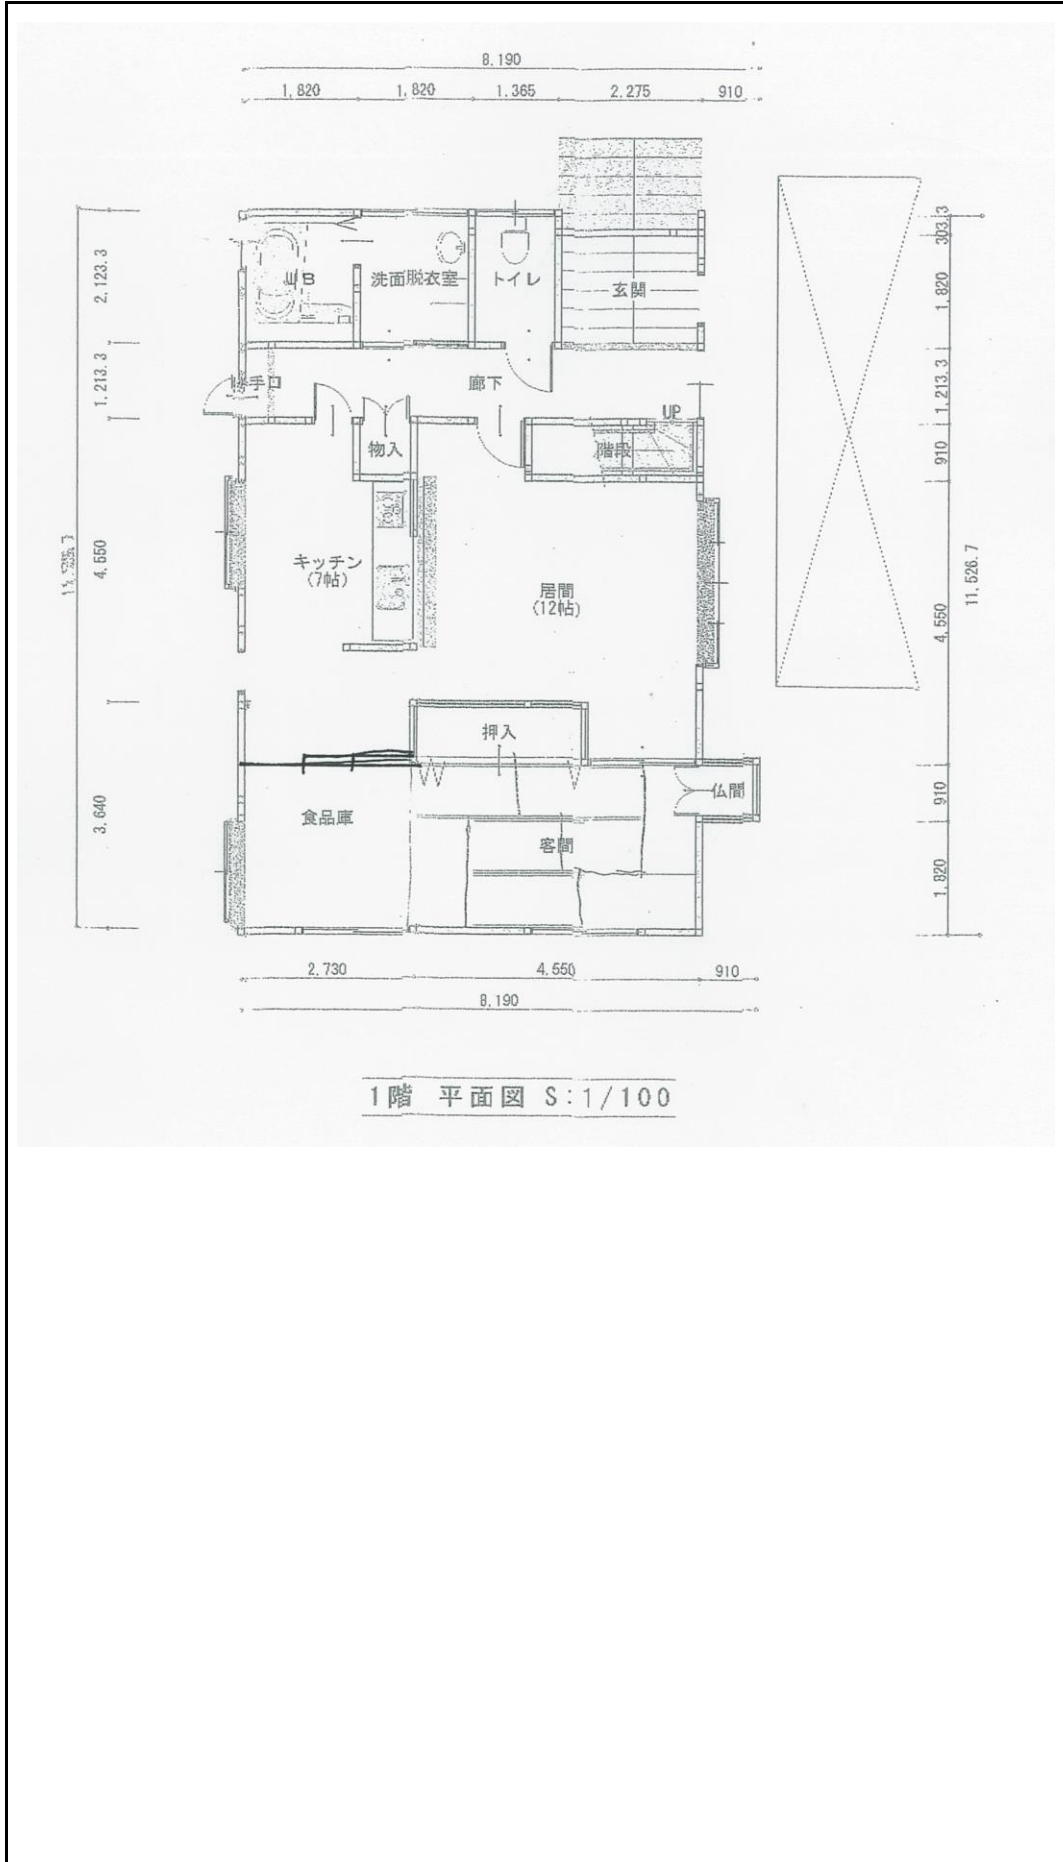 8.190
1,820 1,820 1.365 2.275 910
303.3
2,123.3
UB 洗面脱衣室 トイレ 玄関
1,820
1.213.3
手口 廊下
1,213.3
UP
物入 階段
910
4.550
キッチン
(7帖)
居間
(12帖)
4,550
11.526.7
押入
食品庫 客間 仏間
3.640
910
1.820
2.730 4.550 910
8,190
1階 平面図 S:1/100